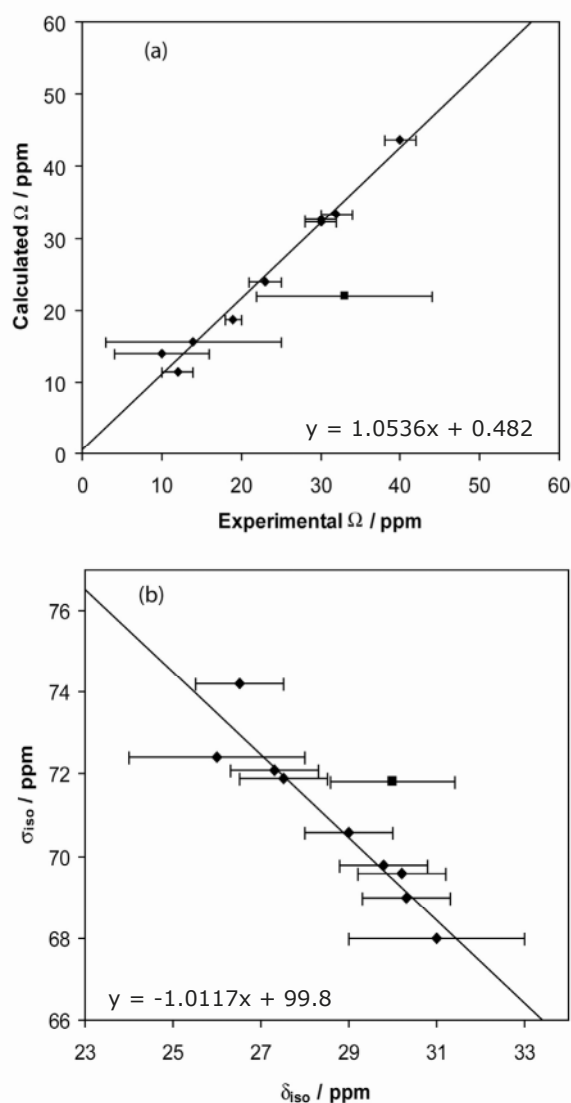 (a)
60
50
40
30
20
10
0
Calculated Ω / ppm
y = 1.0536x + 0.482
0 10 20 30 40 50 60
Experimental Ω / ppm
(b)
76
74
72
70
68
66
σiso / ppm
y = -1.0117x + 99.8
23 25 27 29 31 33
δiso / ppm